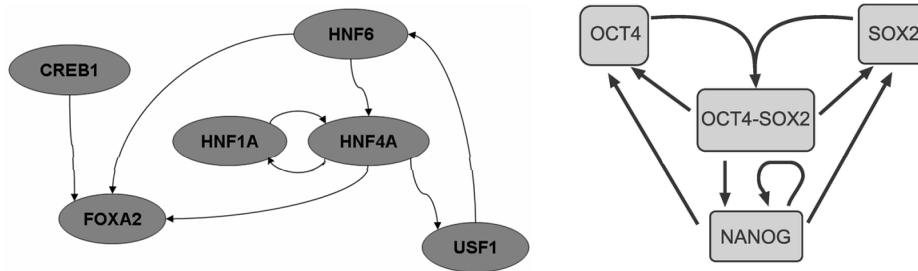 HNF6
CREB1
HNF1A
HNF4A
FOXA2
USF1
OCT4
SOX2
OCT4-SOX2
NANOG